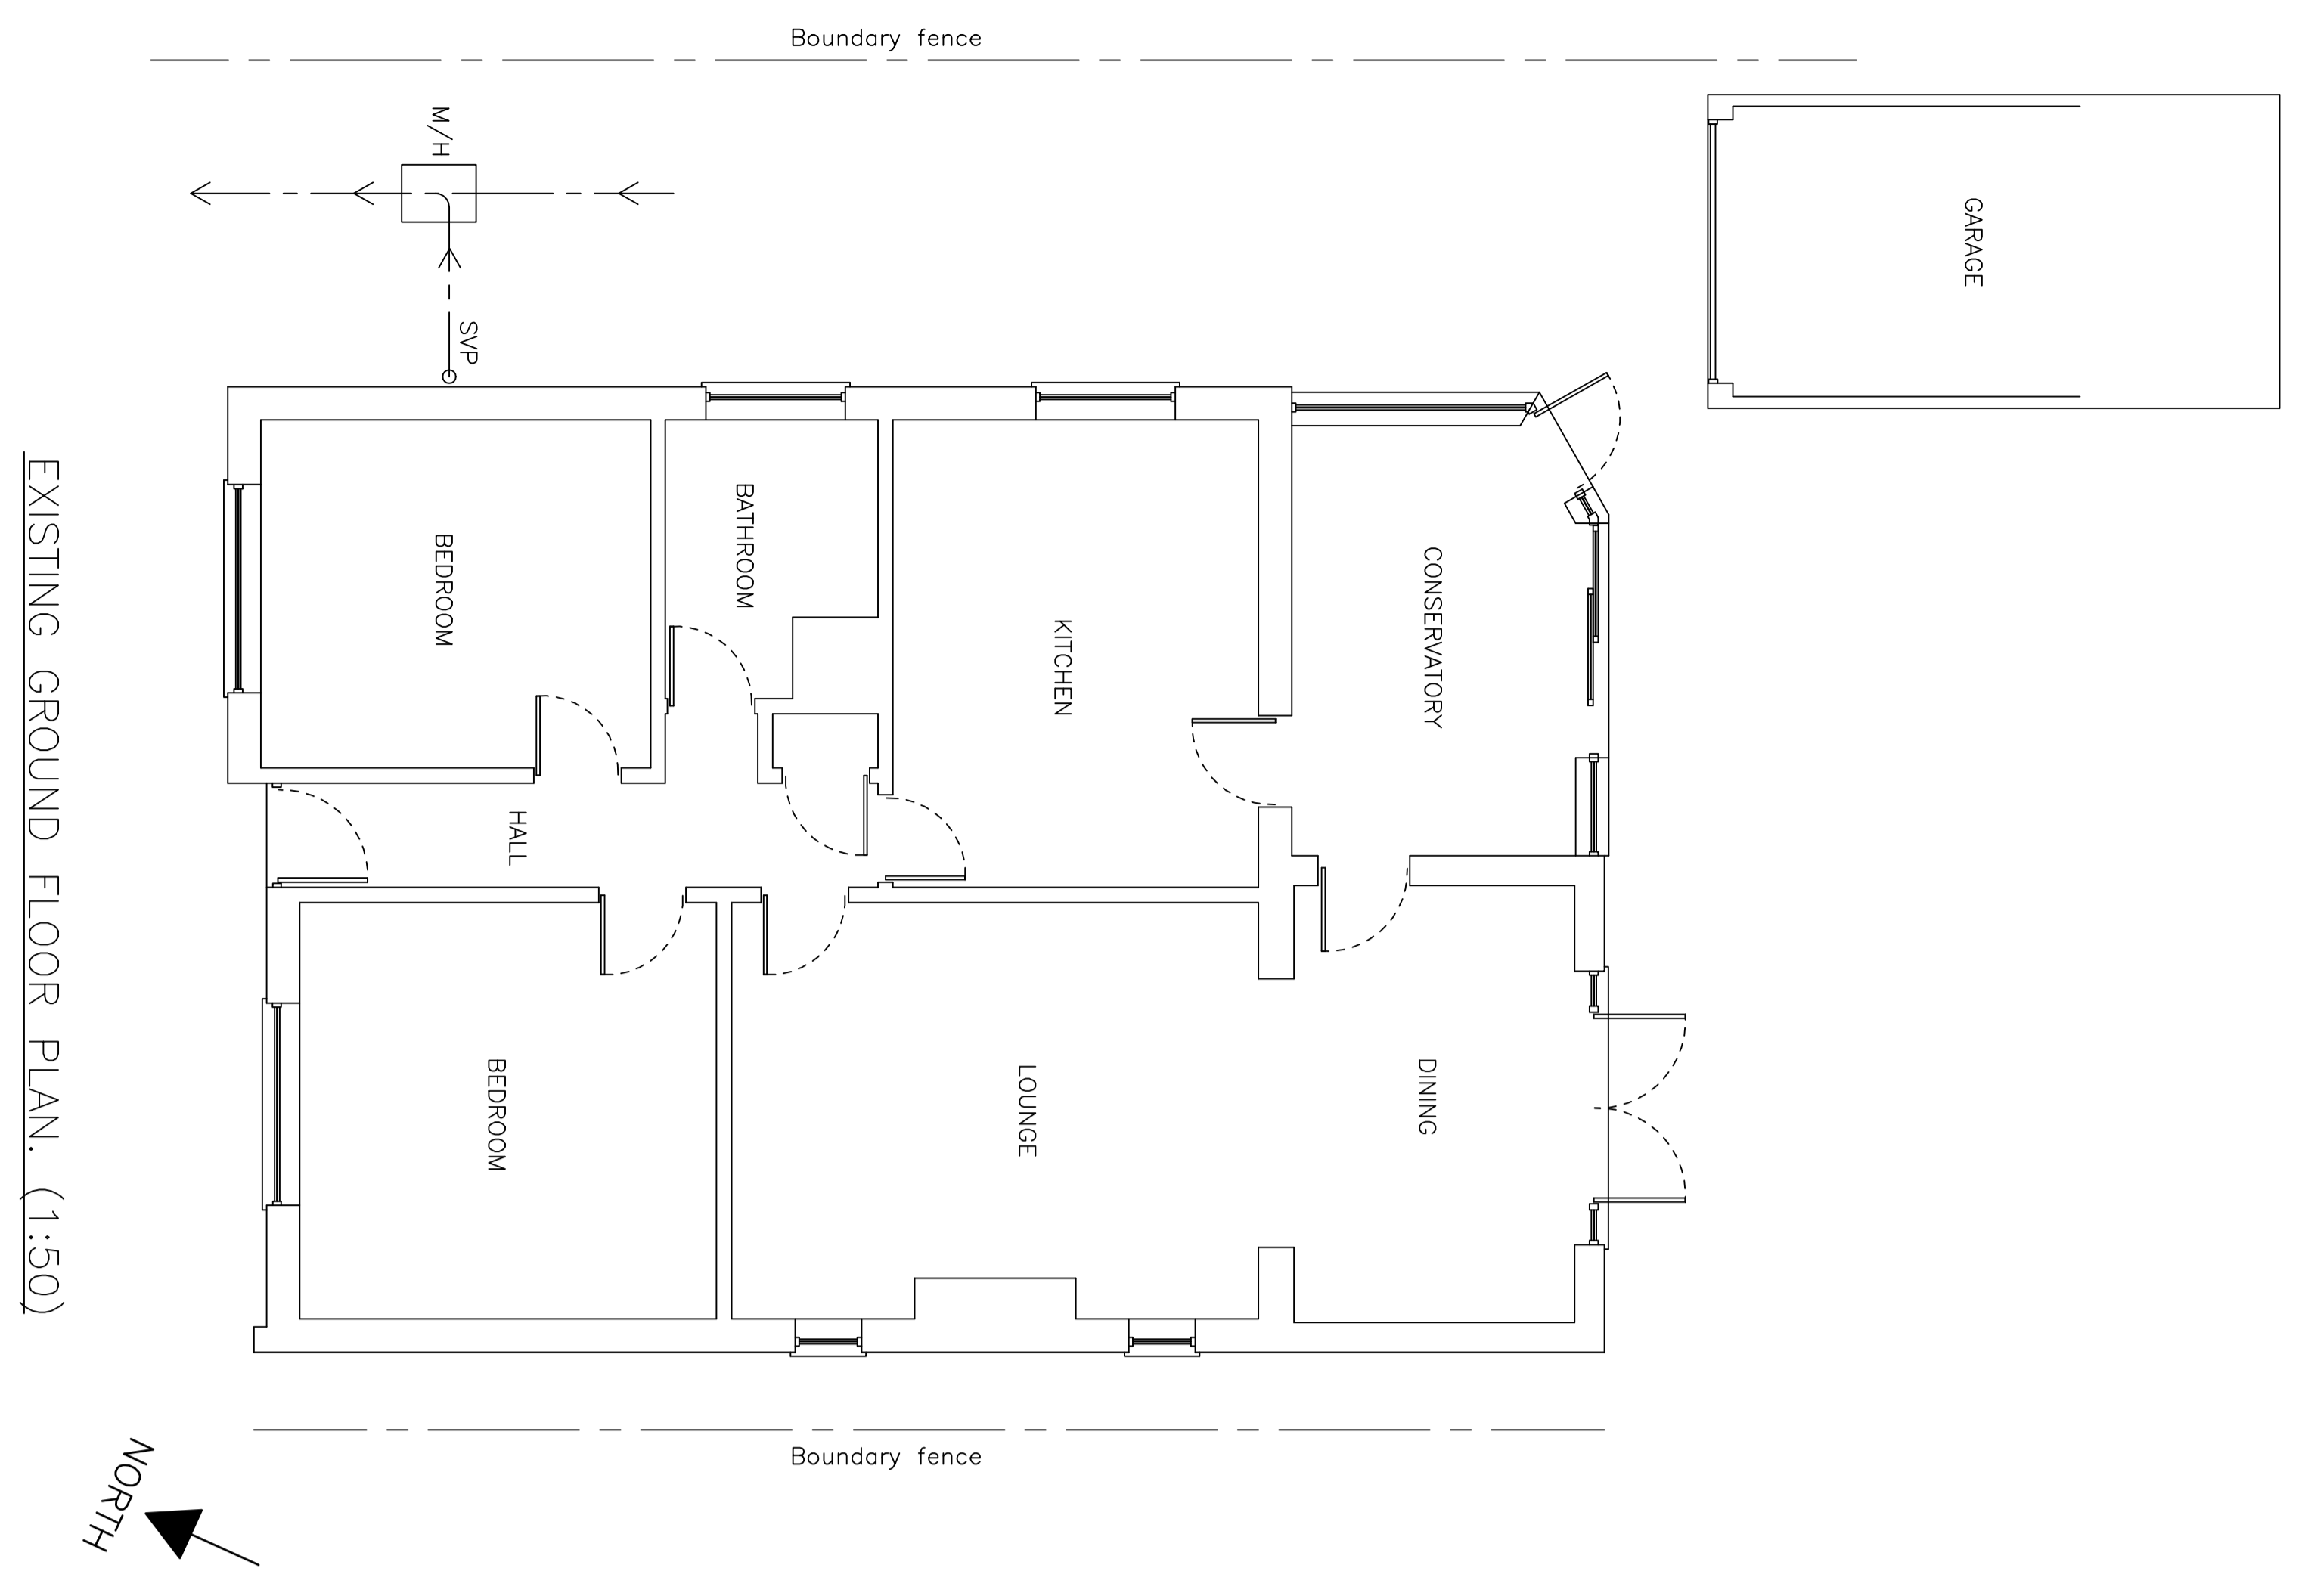 Boundary fence
M/H
SVP
GARAGE
BEDROOM
BATHROOM
KITCHEN
CONSERVATORY
HALL
BEDROOM
LOUNGE
DINING
Boundary fence
NORTH
EXISTING GROUND FLOOR PLAN. (1:50)